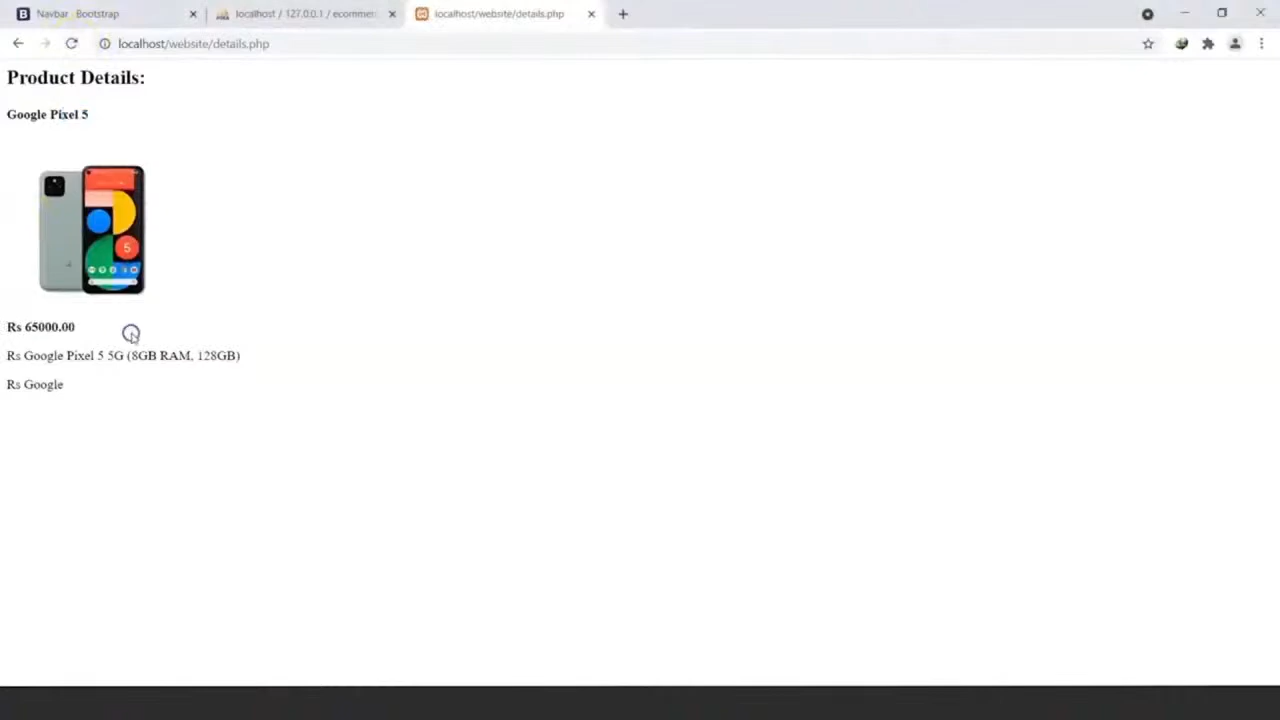 Navbar · Bootstrap
localhost / 127.0.0.1 / ecommer
localhost/website/details.php
localhost/website/details.php
Product Details:
Google Pixel 5
5
Rs 65000.00
Rs Google Pixel 5 5G (8GB RAM, 128GB)
Rs Google